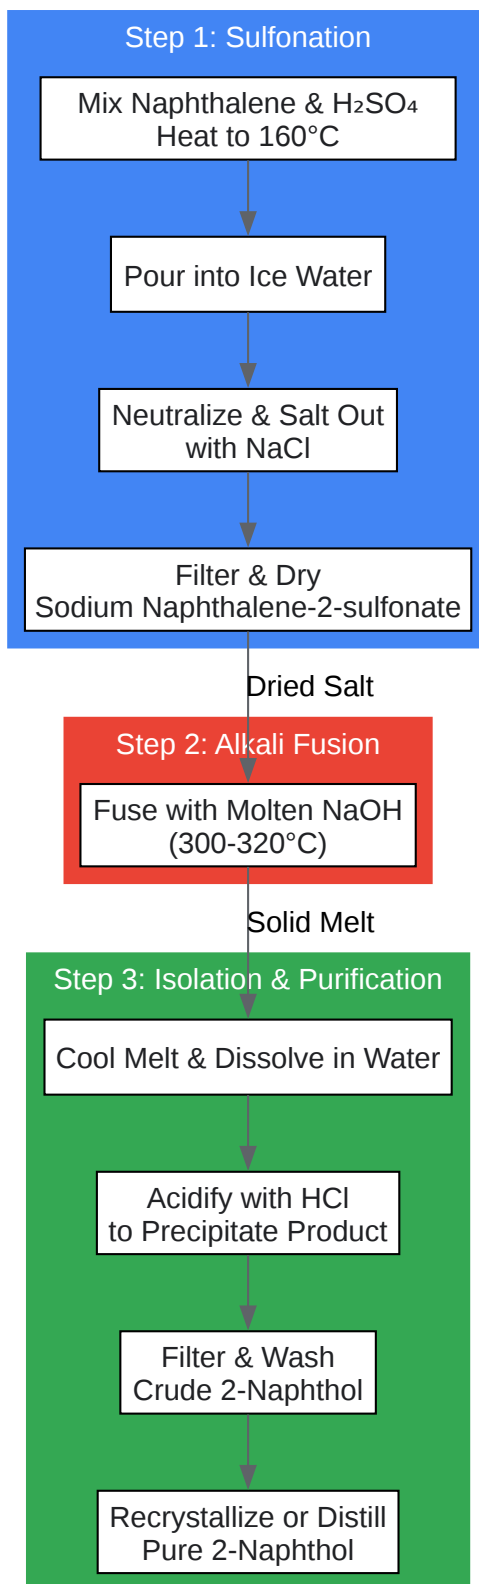 Step 1: Sulfonation
Mix Naphthalene & H₂SO₄
Heat to 160°C
Pour into Ice Water
Neutralize & Salt Out
with NaCl
Filter & Dry
Sodium Naphthalene-2-sulfonate
Dried Salt
Step 2: Alkali Fusion
Fuse with Molten NaOH
(300-320°C)
Solid Melt
Step 3: Isolation & Purification
Cool Melt & Dissolve in Water
Acidify with HCl
to Precipitate Product
Filter & Wash
Crude 2-Naphthol
Recrystallize or Distill
Pure 2-Naphthol